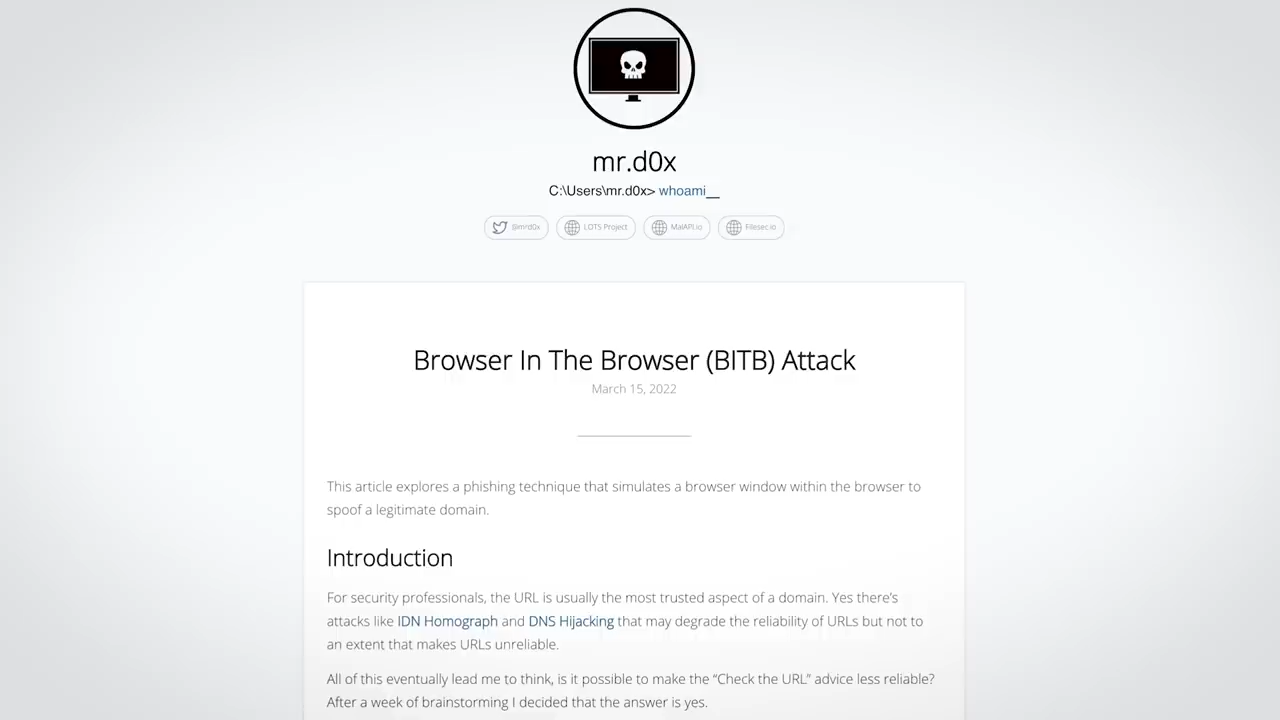 mr.d0x
C:\Users\mr.d0x> whoami__
@mrd0x LOTS Project MalAPI.io Filesec.io
Browser In The Browser (BITB) Attack
March 15, 2022
This article explores a phishing technique that simulates a browser window within the browser to
spoof a legitimate domain.
Introduction
For security professionals, the URL is usually the most trusted aspect of a domain. Yes there’s
attacks like IDN Homograph and DNS Hijacking that may degrade the reliability of URLs but not to
an extent that makes URLs unreliable.
All of this eventually lead me to think, is it possible to make the “Check the URL” advice less reliable?
After a week of brainstorming I decided that the answer is yes.